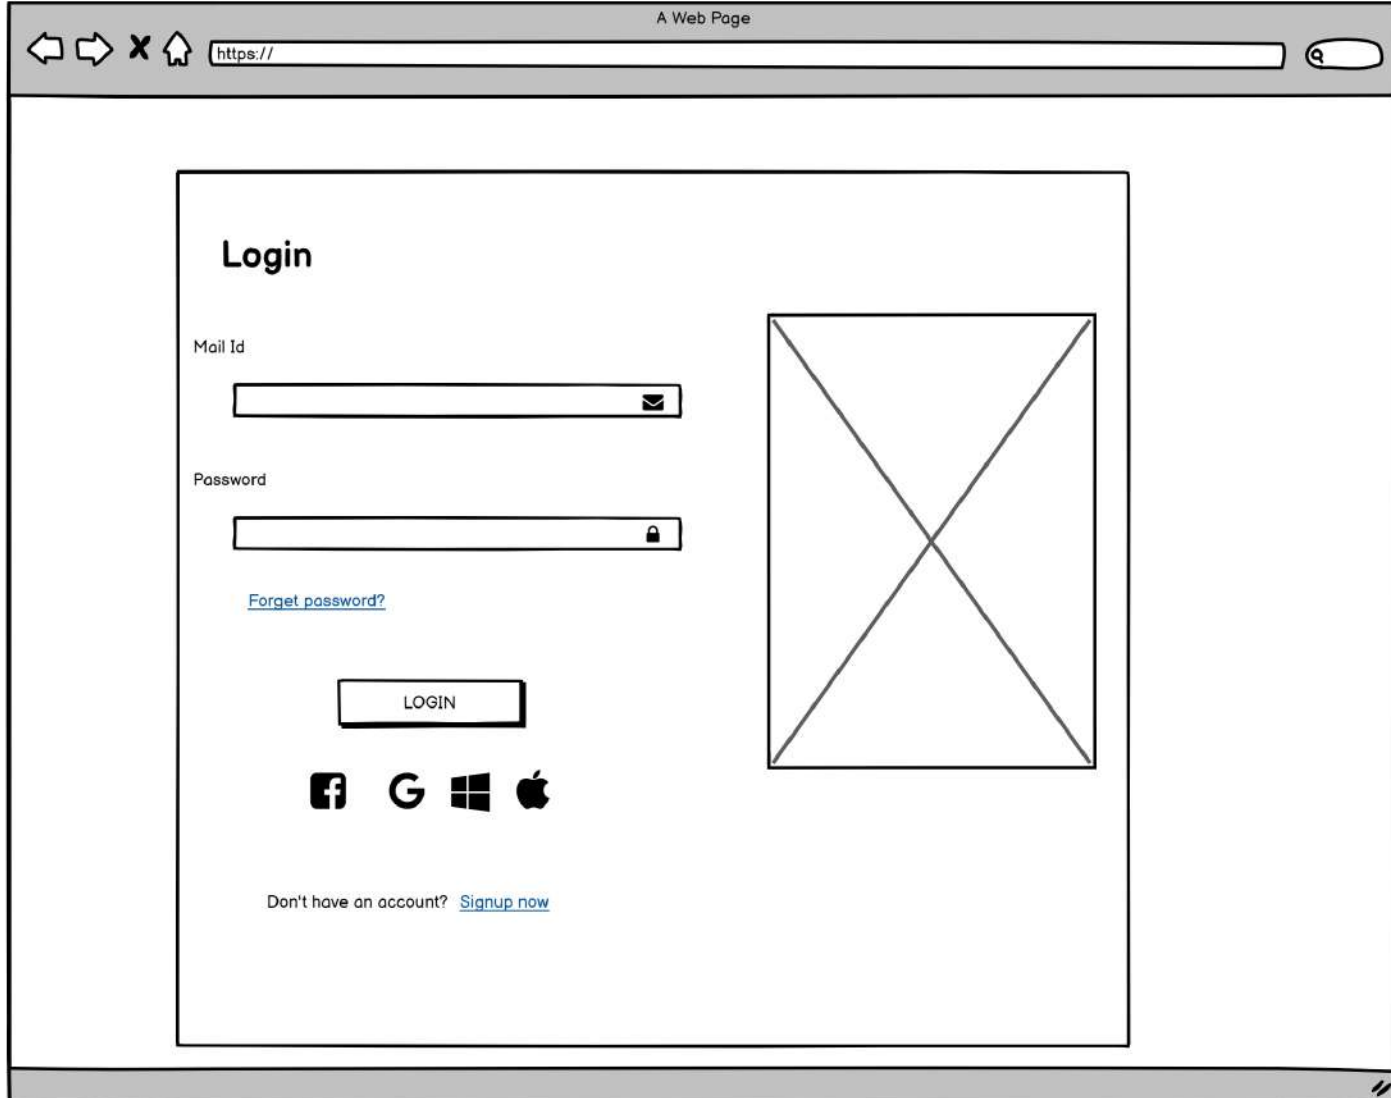 A Web Page
https://
Login
Mail Id
Password
Forget password?
LOGIN
Don't have an account? Signup now